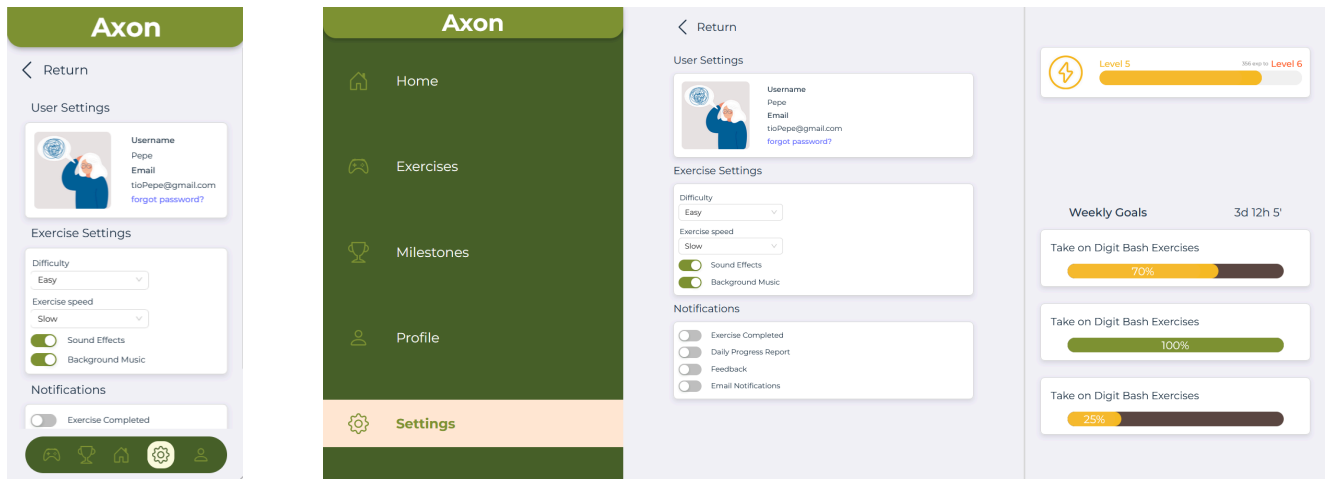 Axon
Return
User Settings
Username
Pepe
Email
tioPepe@gmail.com
forgot password?
Exercise Settings
Difficulty
Easy
Exercise speed
Slow
Sound Effects
Background Music
Notifications
Exercise Completed
Axon
Home
Exercises
Milestones
Profile
Settings
Return
User Settings
Username
Pepe
Email
tioPepe@gmail.com
forgot password?
Exercise Settings
Difficulty
Easy
Exercise speed
Slow
Sound Effects
Background Music
Notifications
Exercise Completed
Daily Progress Report
Feedback
Email Notifications
Level 5 exp to Level 6
Weekly Goals 3d 12h 5'
Take on Digit Bash Exercises
70%
Take on Digit Bash Exercises
100%
Take on Digit Bash Exercises
25%